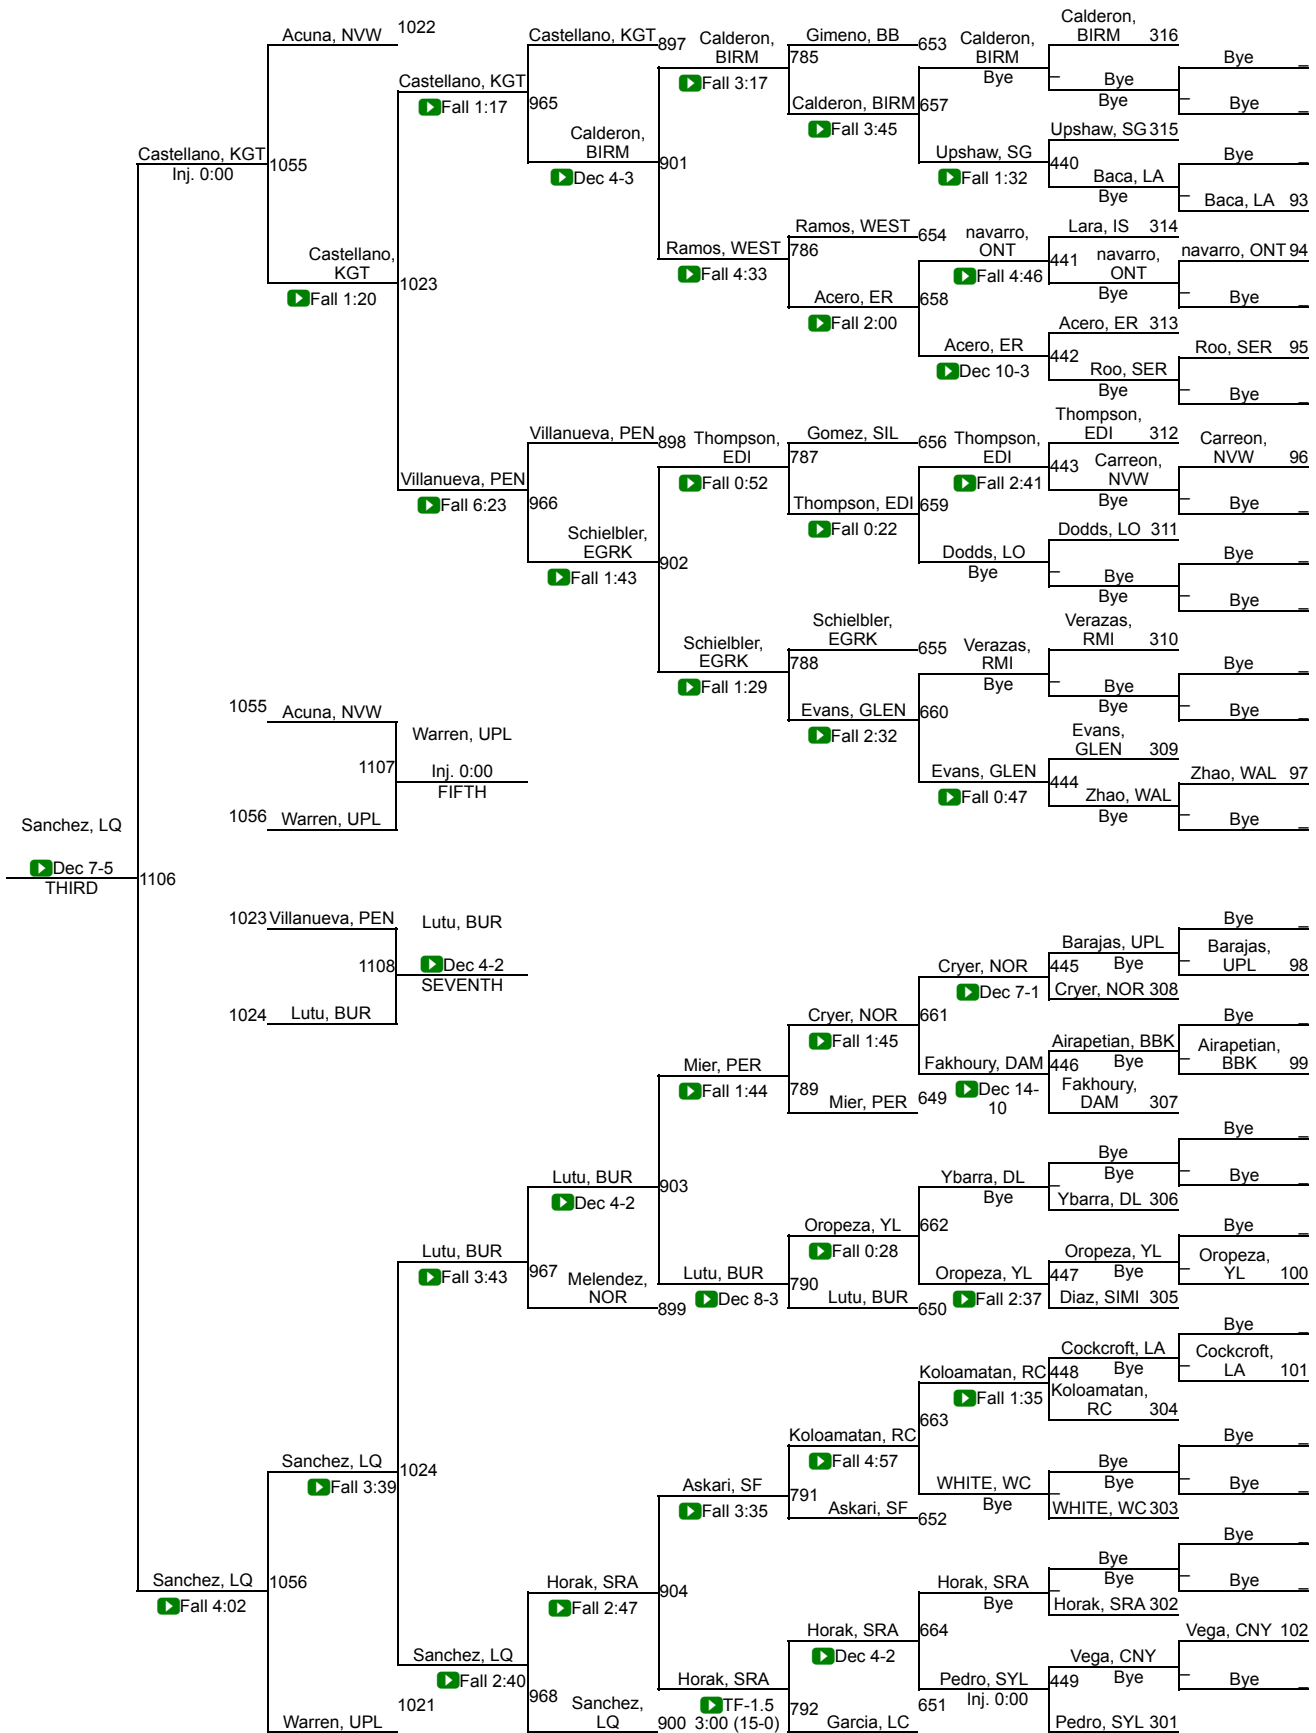 Calderon,
BIRM 316
Acuna, NVW 1022
Castellano, KGT 897
Calderon,
BIRM
Fall 3:17
Gimeno, BB 653
785
Calderon,
BIRM
Bye
Bye _
Castellano, KGT
Fall 1:17
965
Calderon, BIRM 657
Fall 3:45
_ Bye
Bye
_ Bye _
Calderon,
BIRM
Dec 4-3
901
Upshaw, SG 315
Castellano, KGT
Inj. 0:00
1055
Upshaw, SG
Fall 1:32
440
Baca, LA
Bye
Bye _
_ Baca, LA 93
Ramos, WEST 654
786
Ramos, WEST
Fall 4:33
navarro,
ONT
Fall 4:46
Lara, IS 314
441 navarro,
ONT
Bye
navarro, ONT 94
_ Bye _
Castellano,
KGT
Fall 1:20
1023
Acero, ER 658
Fall 2:00
Acero, ER 313
Acero, ER
Dec 10-3
442 Roo, SER
Bye
Roo, SER 95
_ Bye _
Villanueva, PEN 898
Thompson,
EDI
Fall 0:52
Gomez, SIL 656
787
Thompson,
EDI
Fall 2:41
Thompson,
EDI 312
443 Carreon,
NVW
Bye
Carreon,
NVW 96
_ Bye _
Villanueva, PEN
Fall 6:23
966
Thompson, EDI 659
Fall 0:22
Schielbler,
EGRK
Fall 1:43
902
Dodds, LO
Bye
Dodds, LO 311
_ Bye
Bye
Bye _
_ Bye _
Schielbler,
EGRK
Fall 1:29
Schielbler,
EGRK 655
788
Verazas,
RMI
Bye
Verazas,
RMI 310
_ Bye
Bye
Bye _
_ Bye _
Evans, GLEN 660
Fall 2:32
Evans, GLEN
Fall 0:47
Evans,
GLEN 309
444 Zhao, WAL
Bye
Zhao, WAL 97
_ Bye _
1055 Acuna, NVW
Warren, UPL
1107 Inj. 0:00
FIFTH
1056 Warren, UPL
Sanchez, LQ
Dec 7-5
THIRD
1106
1023 Villanueva, PEN
Lutu, BUR
1108 Dec 4-2
SEVENTH
1024 Lutu, BUR
Cryer, NOR
Dec 7-1
Barajas, UPL
445 Bye
Cryer, NOR 308
Bye _
_ Barajas,
UPL 98
Cryer, NOR 661
Fall 1:45
Mier, PER
Fall 1:44
789
Mier, PER 649
Fakhoury, DAM
Dec 14-
10
Airapetian, BBK
446 Bye
Fakhoury,
DAM 307
Bye _
_ Airapetian,
BBK 99
Lutu, BUR 903
Dec 4-2
Ybarra, DL
Bye
Bye
_ Bye
Ybarra, DL 306
Bye _
_ Bye _
Lutu, BUR
Fall 3:43
967 Melendez,
NOR 899
Lutu, BUR
Dec 8-3
Oropeza, YL 662
Fall 0:28
790
Lutu, BUR 650
Oropeza, YL
Fall 2:37
Oropeza, YL
447 Bye
Diaz, SIMI 305
Bye _
_ Oropeza,
YL 100
Koloamatan, RC
Fall 1:35
Cockcroft, LA
448 Bye
Koloamatan,
RC 304
Bye _
_ Cockcroft,
LA 101
Koloamatan, RC 663
Fall 4:57
Sanchez, LQ
Fall 3:39
1024
Askari, SF
Fall 3:35
791
Askari, SF 652
WHITE, WC
Bye
Bye
_ Bye
WHITE, WC 303
Bye _
_ Bye _
Sanchez, LQ 1056
Fall 4:02
Horak, SRA 904
Fall 2:47
Horak, SRA
Bye
Bye
_ Bye
Horak, SRA 302
Bye _
_ Bye _
Sanchez, LQ
Fall 2:40
968 Sanchez,
LQ 900
Horak, SRA
TF-1.5
3:00 (15-0)
Horak, SRA 664
Dec 4-2
792
Garcia, LC 651
Pedro, SYL
Inj. 0:00
Vega, CNY
449 Bye
Pedro, SYL 301
Vega, CNY 102
_ Bye _
Warren, UPL 1021